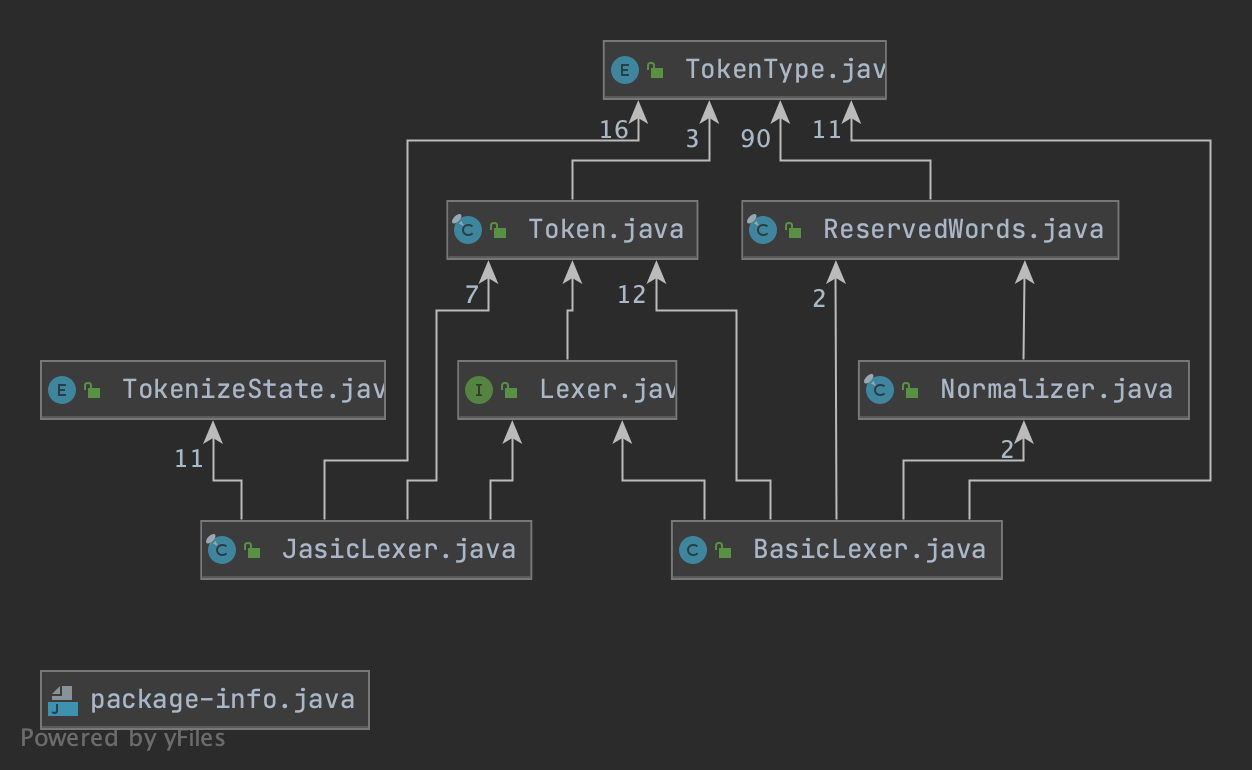 E TokenType.jav
16 3 90 11
C Token.java
C ReservedWords.java
7 12 2
E TokenizeState.jav
I Lexer.jav
C Normalizer.java
11 2
C JasicLexer.java
C BasicLexer.java
J package-info.java
Powered by yFiles